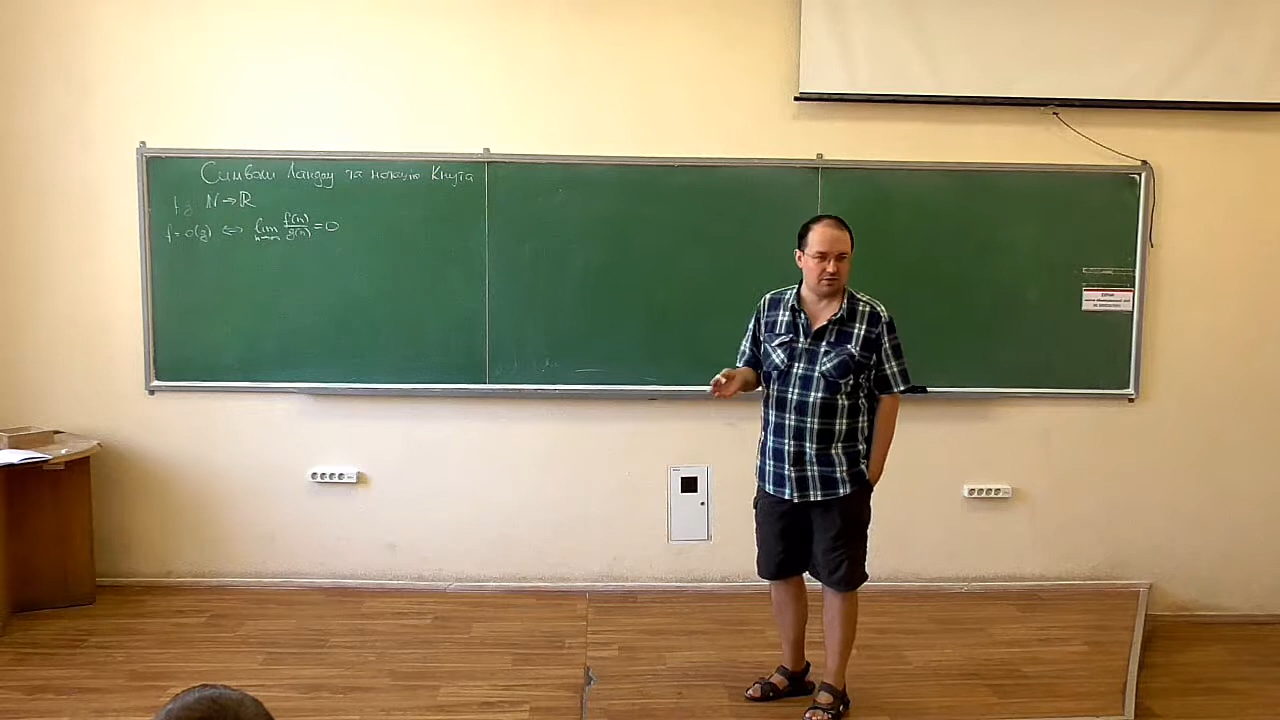 Символи Ландау та нотація Кнута
f, g: ℕ → ℝ
f = o(g) ⇔ lim n→∞ f(n)/g(n) = 0